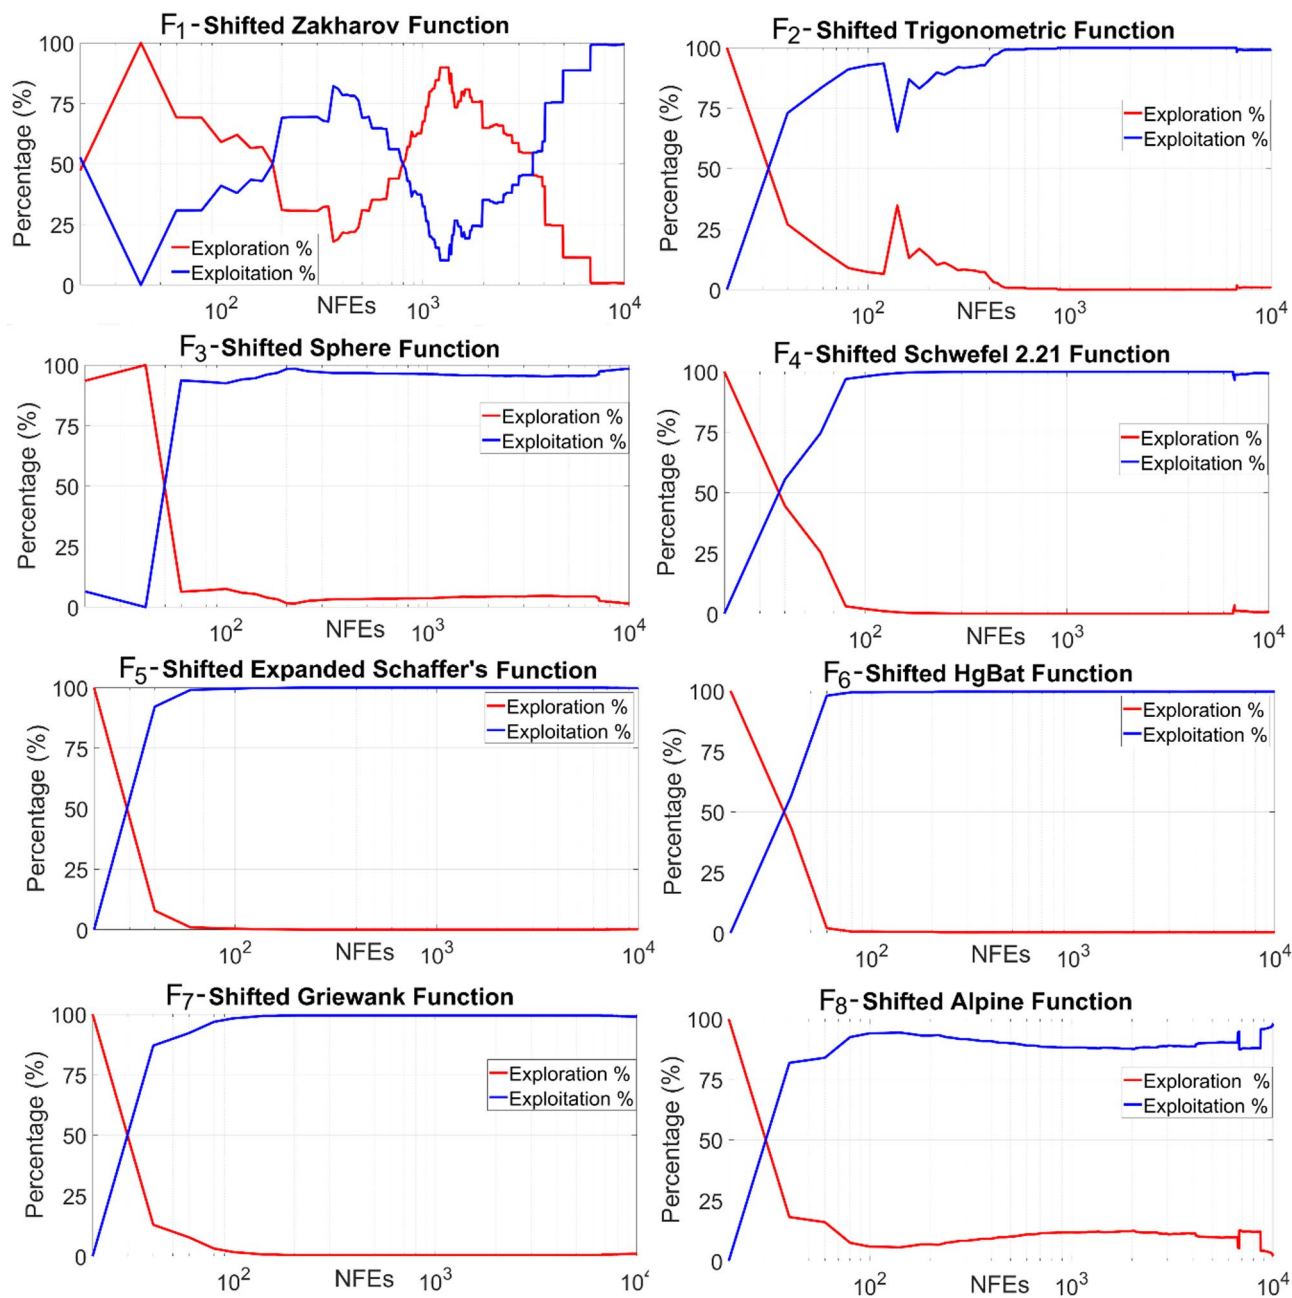 F1-Shifted Zakharov Function
100
75
50
25
0
Percentage (%)
Exploration %
Exploitation %
10^2
NFEs
10^3
10^4
F2-Shifted Trigonometric Function
100
75
50
25
0
Percentage (%)
Exploration %
Exploitation %
10^2
NFEs
10^3
10^4
F3-Shifted Sphere Function
100
75
50
25
0
Percentage (%)
Exploration %
Exploitation %
10^2
NFEs
10^3
10^4
F4-Shifted Schwefel 2.21 Function
100
75
50
25
0
Percentage (%)
Exploration %
Exploitation %
10^2
NFEs
10^3
10^4
F5-Shifted Expanded Schaffer's Function
100
75
50
25
0
Percentage (%)
Exploration %
Exploitation %
10^2
NFEs
10^3
10^4
F6-Shifted HgBat Function
100
75
50
25
0
Percentage (%)
Exploration %
Exploitation %
10^2
NFEs
10^3
10^4
F7-Shifted Griewank Function
100
75
50
25
0
Percentage (%)
Exploration %
Exploitation %
10^2
NFEs
10^3
10^4
F8-Shifted Alpine Function
100
75
50
25
0
Percentage (%)
Exploration %
Exploitation %
10^2
NFEs
10^3
10^4